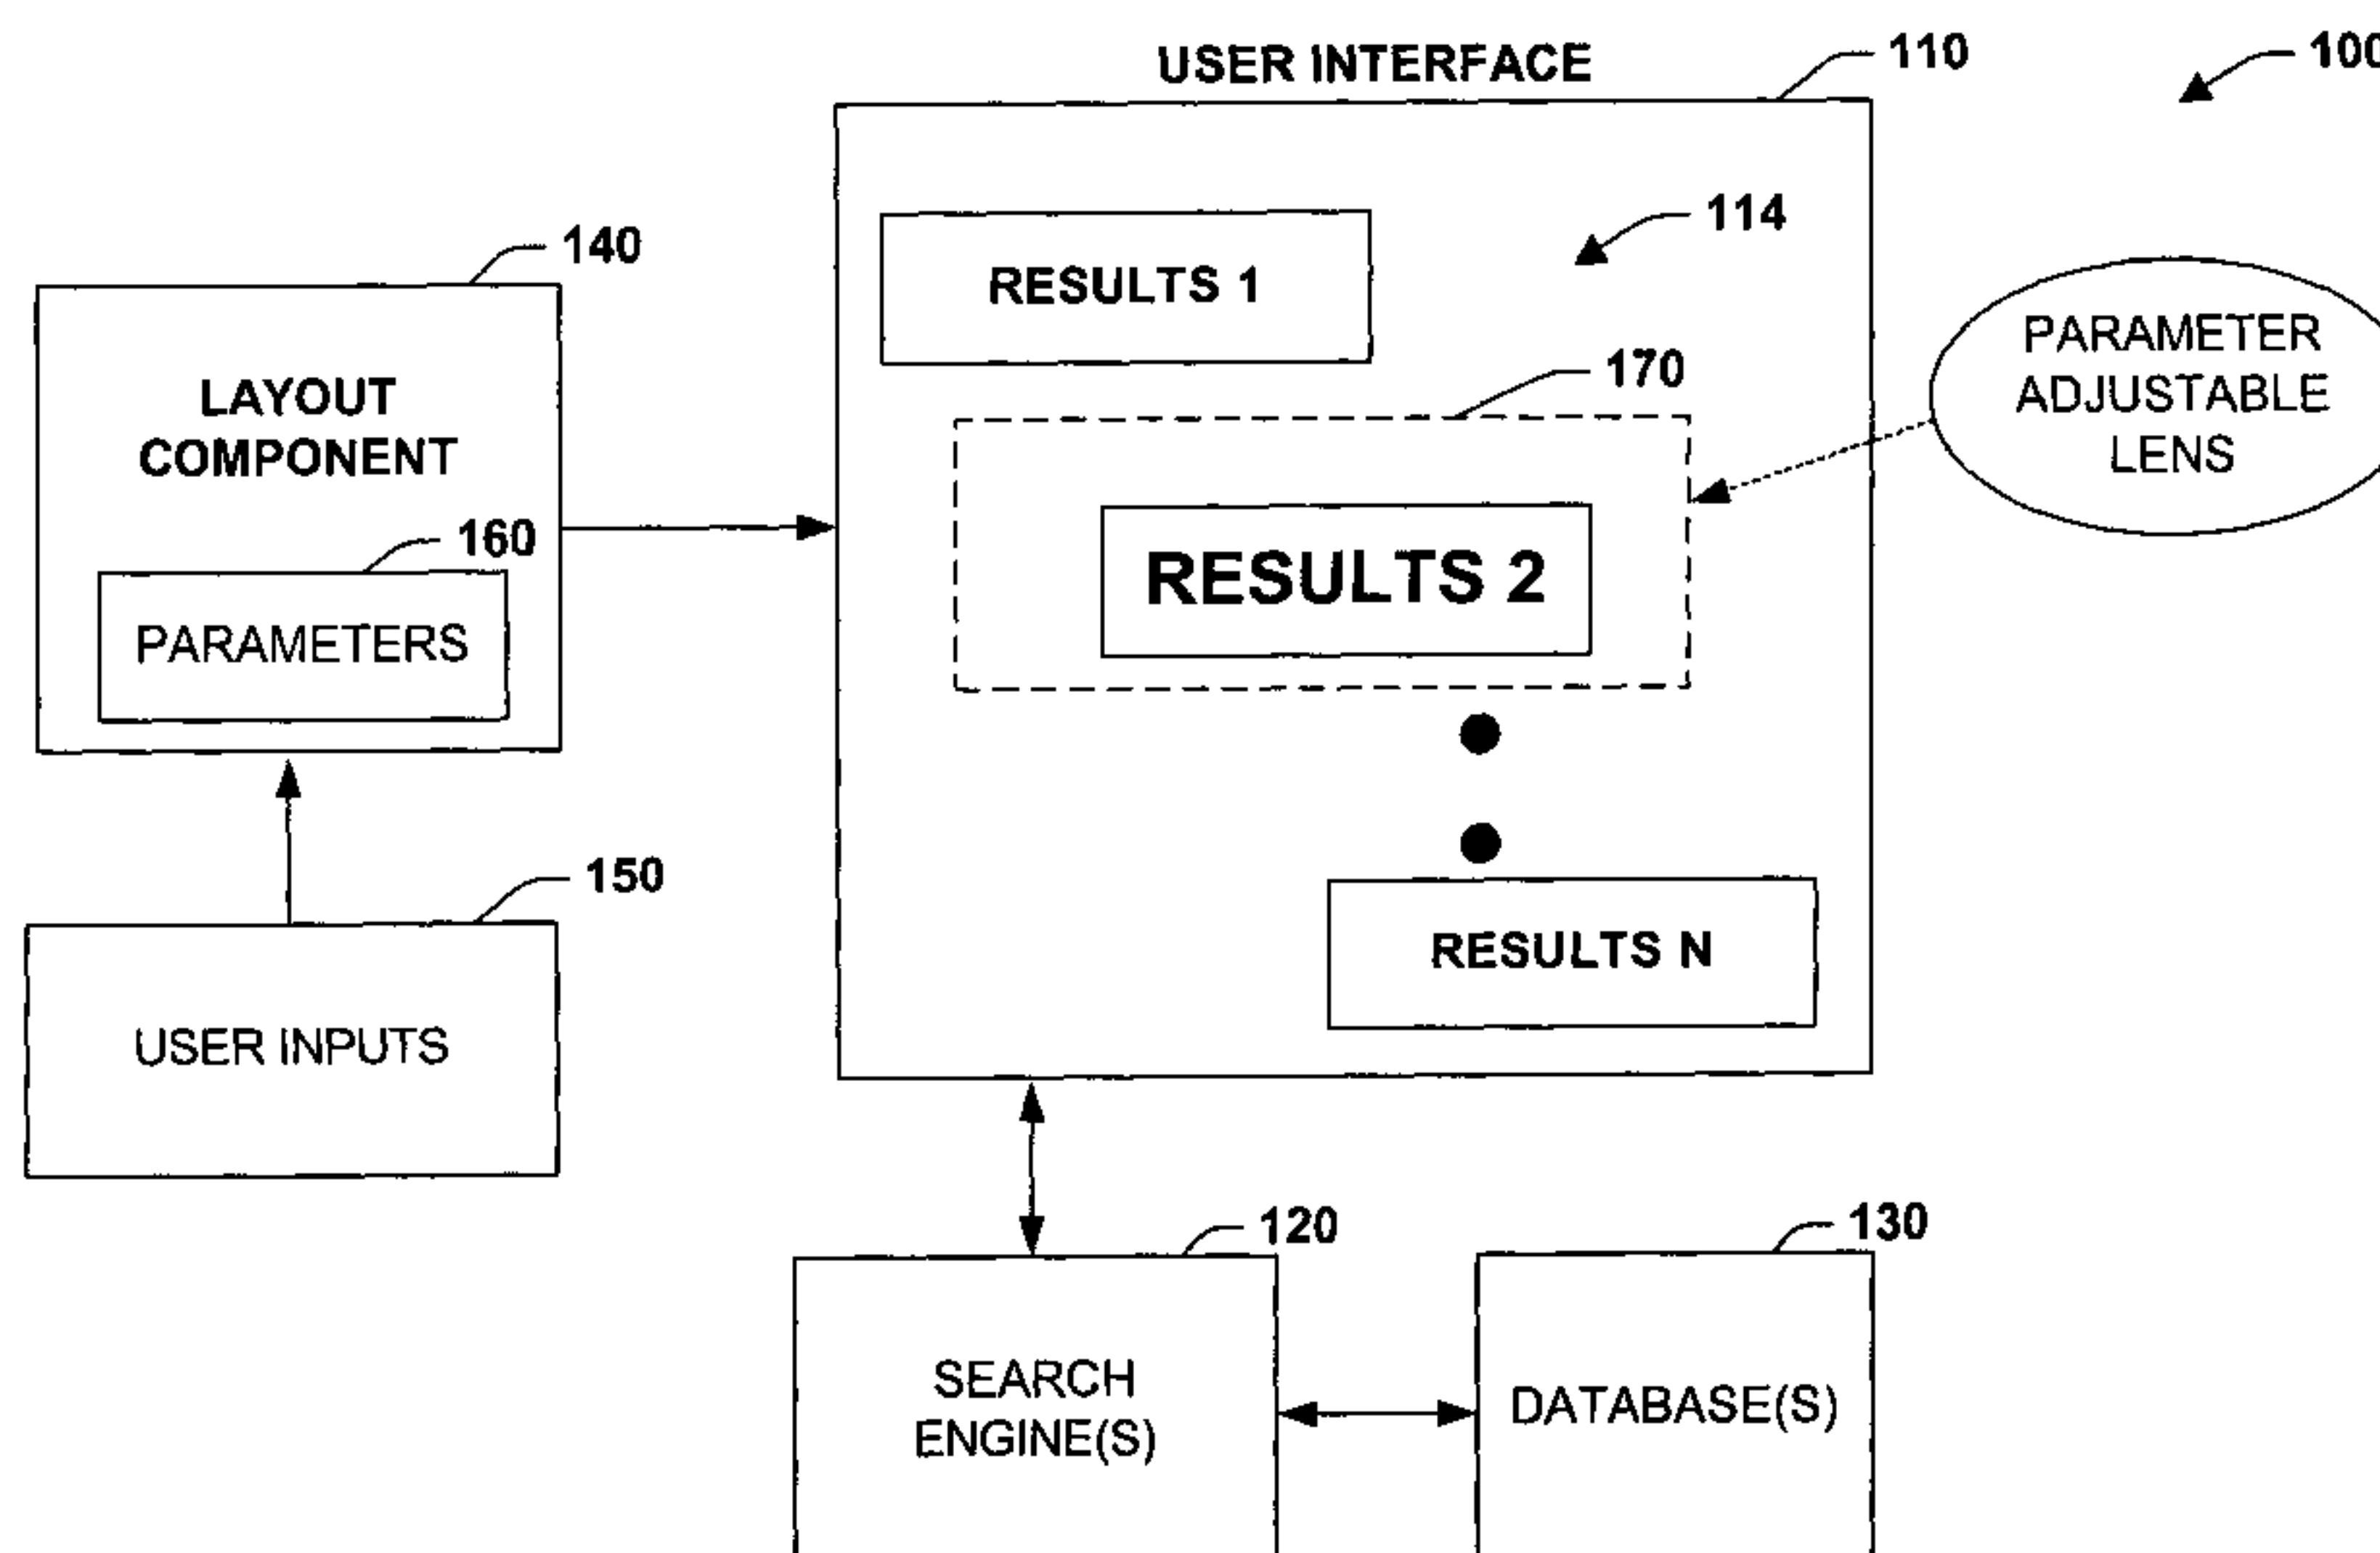 USER INTERFACE
110
100
114
140
RESULTS 1
PARAMETER
ADJUSTABLE
LENS
170
LAYOUT
COMPONENT
160
RESULTS 2
PARAMETERS
150
RESULTS N
USER INPUTS
120
130
SEARCH
ENGINE(S)
DATABASE(S)